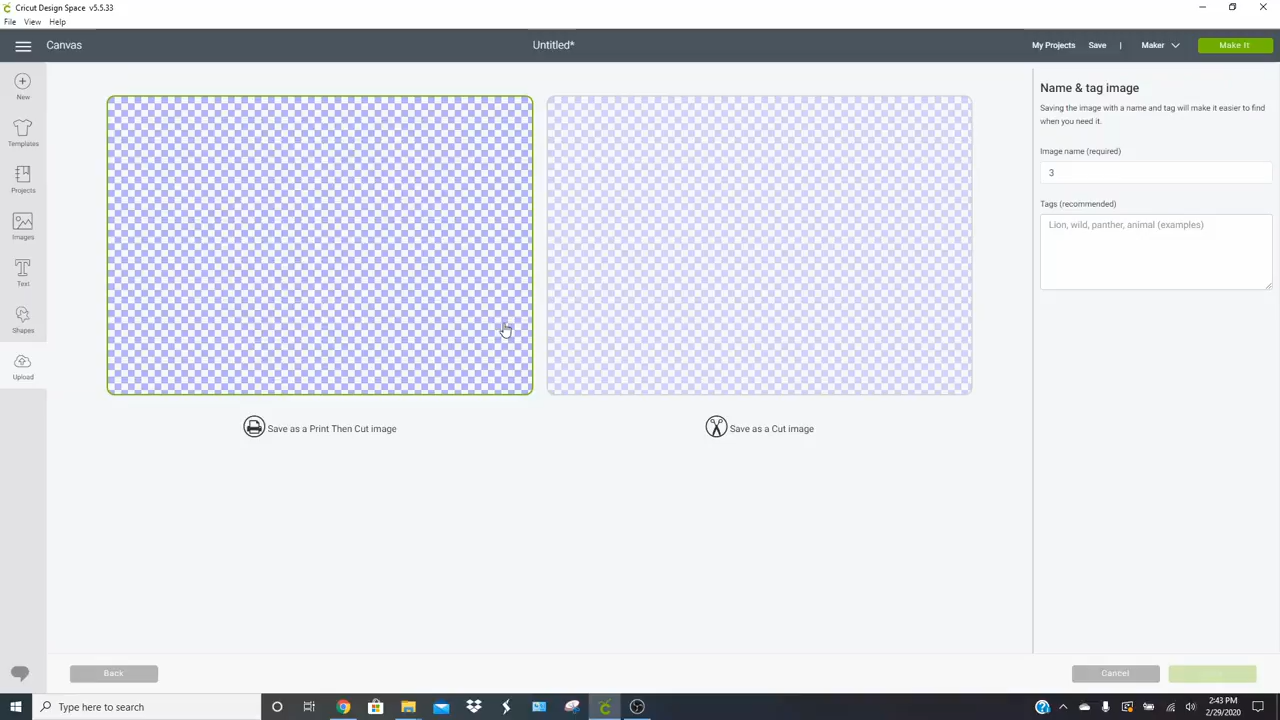 Cricut Design Space v5.5.33
File View Help
Canvas
Untitled*
My Projects Save | Maker Make It
New
Templates
Projects
Images
Text
Shapes
Upload
Name & tag image
Saving the image with a name and tag will make it easier to find
when you need it.
Image name (required)
3
Tags (recommended)
Lion, wild, panther, animal (examples)
Save as a Print Then Cut image
Save as a Cut image
Back
Cancel
Type here to search
2:43 PM
2/29/2020